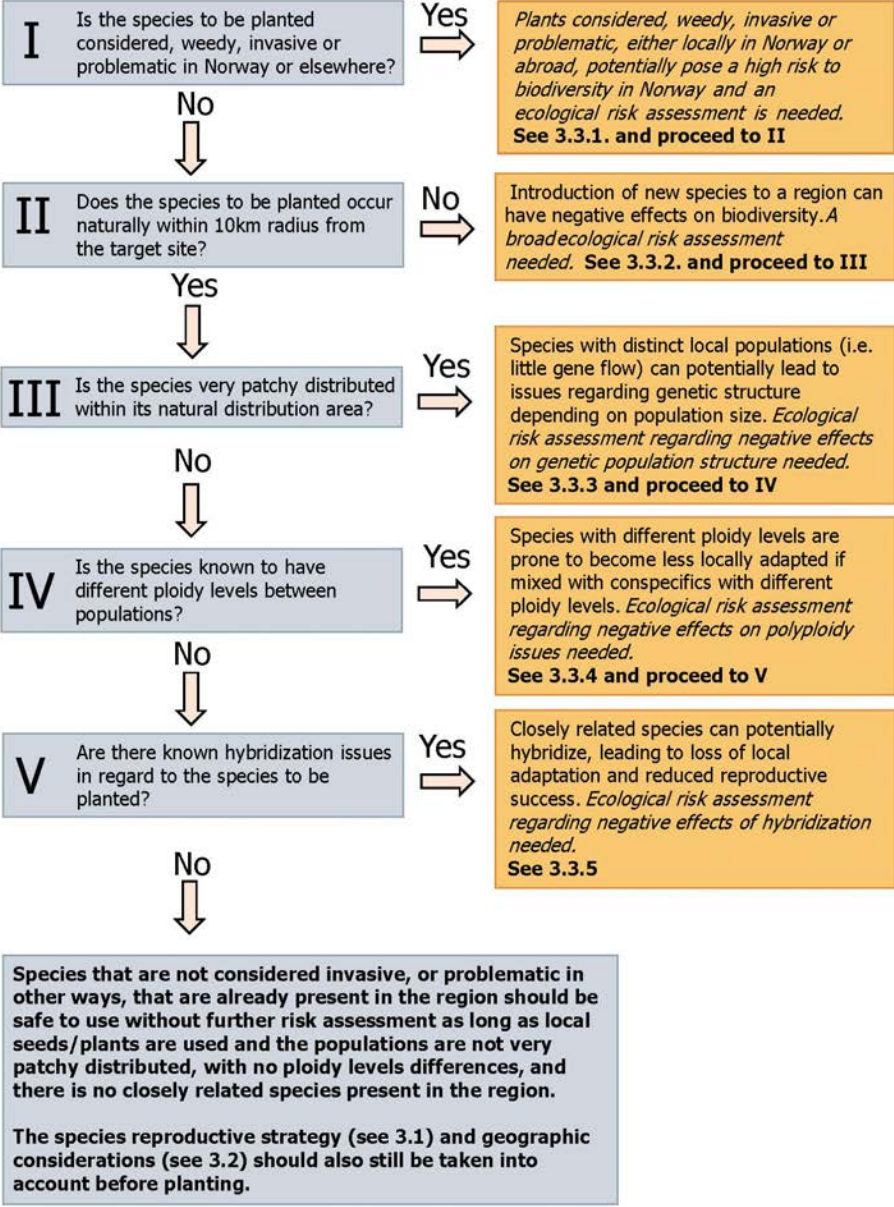 I
Is the species to be planted
considered, weedy, invasive or
problematic in Norway or elsewhere?
Yes
Plants considered, weedy, invasive or
problematic, either locally in Norway or
abroad, potentially pose a high risk to
biodiversity in Norway and an
ecological risk assessment is needed.
See 3.3.1. and proceed to II
No
II
Does the species to be planted occur
naturally within 10km radius from
the target site?
No
Introduction of new species to a region can
have negative effects on biodiversity. A
broad ecological risk assessment
needed. See 3.3.2. and proceed to III
Yes
III
Is the species very patchy distributed
within its natural distribution area?
Yes
Species with distinct local populations (i.e.
little gene flow) can potentially lead to
issues regarding genetic structure
depending on population size. Ecological
risk assessment regarding negative effects
on genetic population structure needed.
See 3.3.3 and proceed to IV
No
IV
Is the species known to have
different ploidy levels between
populations?
Yes
Species with different ploidy levels are
prone to become less locally adapted if
mixed with conspecifics with different
ploidy levels. Ecological risk assessment
regarding negative effects on polyploidy
issues needed.
See 3.3.4 and proceed to V
No
V
Are there known hybridization issues
in regard to the species to be
planted?
Yes
Closely related species can potentially
hybridize, leading to loss of local
adaptation and reduced reproductive
success. Ecological risk assessment
regarding negative effects of hybridization
needed.
See 3.3.5
No
Species that are not considered invasive, or problematic in
other ways, that are already present in the region should be
safe to use without further risk assessment as long as local
seeds/plants are used and the populations are not very
patchy distributed, with no ploidy levels differences, and
there is no closely related species present in the region.
The species reproductive strategy (see 3.1) and geographic
considerations (see 3.2) should also still be taken into
account before planting.